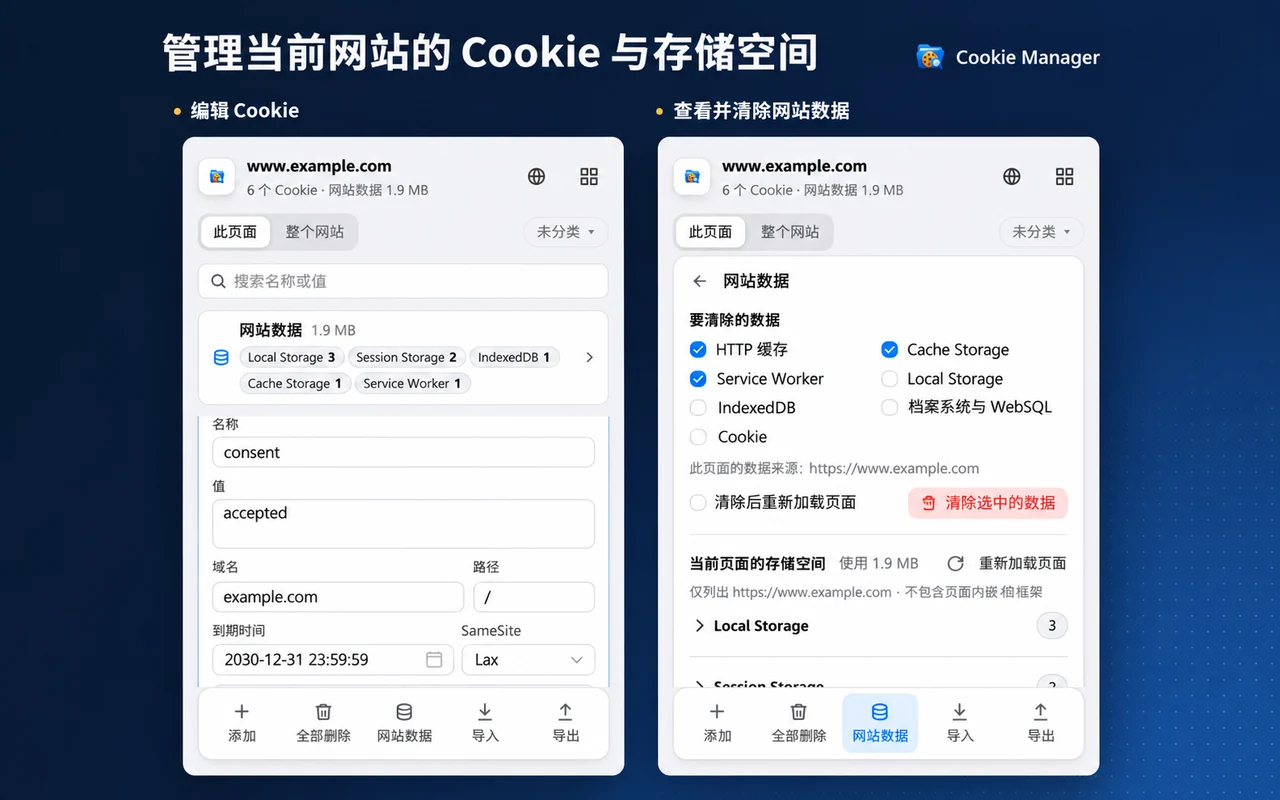 管理当前网站的 Cookie 与存储空间
Cookie Manager
编辑 Cookie
www.example.com
6 个 Cookie · 网站数据 1.9 MB
此页面 整个网站 未分类
搜索名称或值
网站数据 1.9 MB
Local Storage 3 Session Storage 2 IndexedDB 1
Cache Storage 1 Service Worker 1
名称
consent
值
accepted
域名 路径
example.com /
到期时间 SameSite
2030-12-31 23:59:59 Lax
添加 全部删除 网站数据 导入 导出
查看并清除网站数据
www.example.com
6 个 Cookie · 网站数据 1.9 MB
此页面 整个网站 未分类
网站数据
要清除的数据
HTTP 缓存 Cache Storage
Service Worker Local Storage
IndexedDB 档案系统与 WebSQL
Cookie
此页面的数据来源：https://www.example.com
清除后重新加载页面 清除选中的数据
当前页面的存储空间 使用 1.9 MB 重新加载页面
仅列出 https://www.example.com · 不包含页面内嵌框架
Local Storage 3
Session Storage 2
添加 全部删除 网站数据 导入 导出